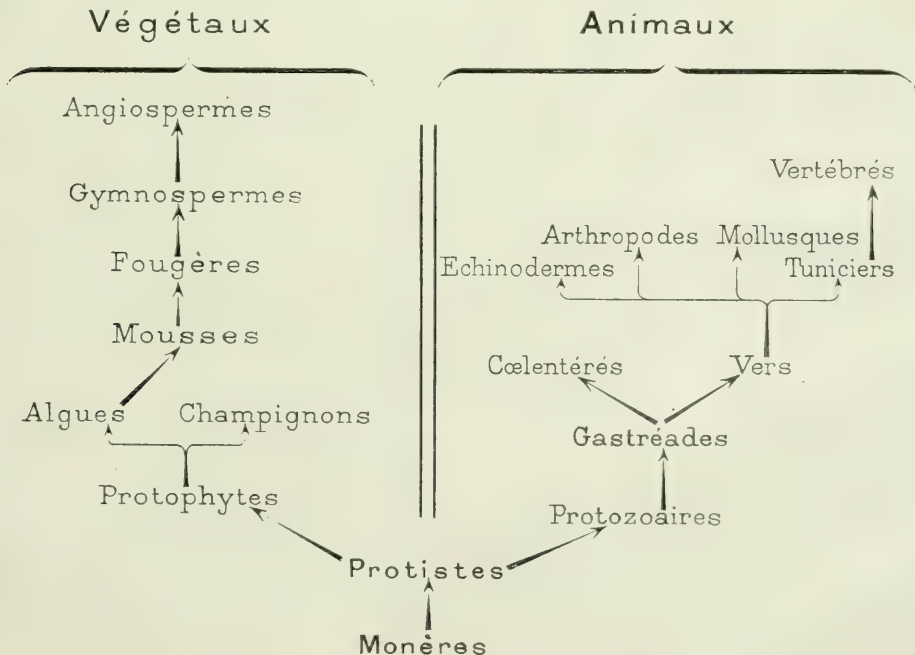 Végétaux
Animaux
Angiospermes
Vertébrés
Gymnospermes
Arthropodes
Mollusques
Fougères
Echinodermes
Tuniciers
Mousses
Cœlentérés
Vers
Algues
Champignons
Gastréades
Protophytes
Protozoaires
Protistes
Monères